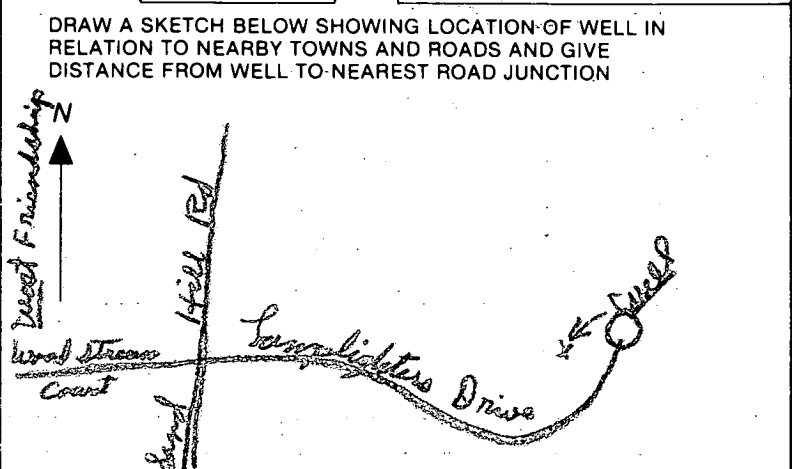 DRAW A SKETCH BELOW SHOWING LOCATION OF WELL IN
RELATION TO NEARBY TOWNS AND ROADS AND GIVE
DISTANCE FROM WELL TO NEAREST ROAD JUNCTION
N
West Friendship
Hill Rd
Well
Wood Stream
Court
Lamplighters Drive
Sand